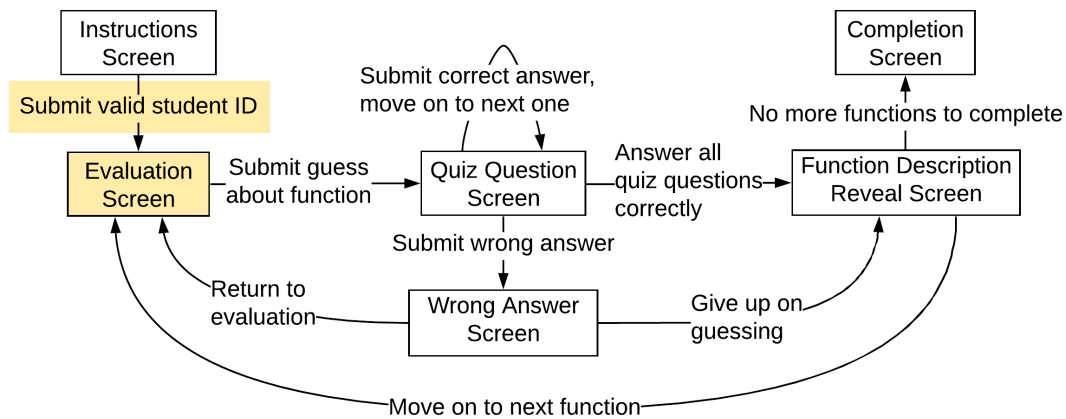 Instructions
Screen
Completion
Screen
Submit correct answer,
move on to next one
Submit valid student ID
No more functions to complete
Evaluation
Screen
Submit guess
about function
Quiz Question
Screen
Answer all
quiz questions
correctly
Function Description
Reveal Screen
Submit wrong answer
Return to
evaluation
Wrong Answer
Screen
Give up on
guessing
Move on to next function